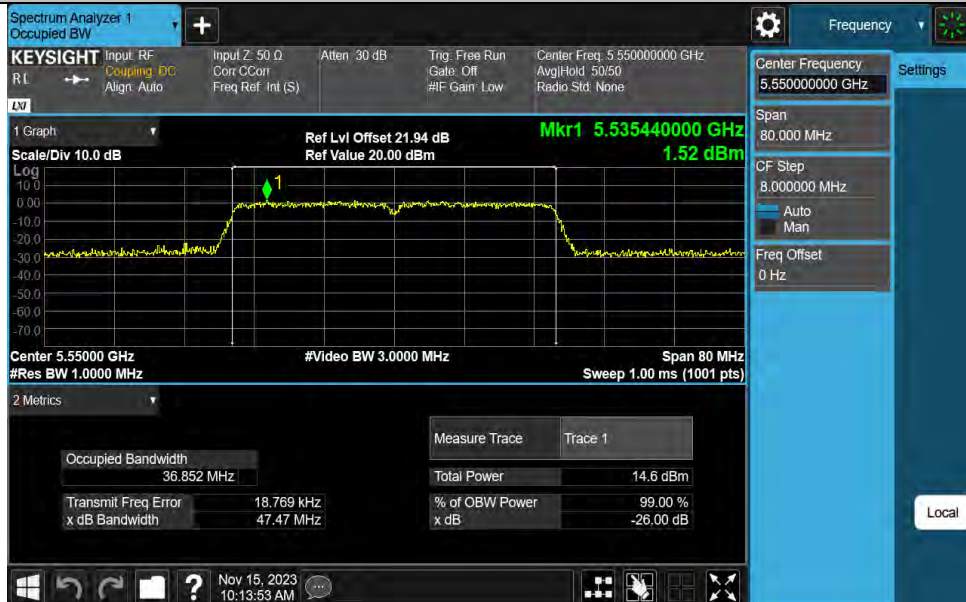 Spectrum Analyzer 1
Occupied BW
+
Frequency
KEYSIGHT Input: RF
Coupling: DC
Align: Auto
Input Z: 50 Ω
Corr CCorr
Freq Ref: Int (S)
Atten: 30 dB
Trig: Free Run
Gate: Off
#IF Gain: Low
Center Freq: 5.550000000 GHz
Avg|Hold: 50/50
Radio Std: None
LXI
Center Frequency
5.550000000 GHz
Settings
Span
80.000 MHz
CF Step
8.000000 MHz
Auto
Man
Freq Offset
0 Hz
1 Graph
Scale/Div 10.0 dB
Ref Lvl Offset 21.94 dB
Ref Value 20.00 dBm
Mkr1 5.535440000 GHz
1.52 dBm
Log
10.0
0.00
-10.0
-20.0
-30.0
-40.0
-50.0
-60.0
-70.0
1
Center 5.55000 GHz
#Res BW 1.0000 MHz
#Video BW 3.0000 MHz
Span 80 MHz
Sweep 1.00 ms (1001 pts)
2 Metrics
Measure Trace Trace 1
Occupied Bandwidth
36.852 MHz
Total Power 14.6 dBm
Transmit Freq Error 18.769 kHz
% of OBW Power 99.00 %
x dB Bandwidth 47.47 MHz
x dB -26.00 dB
Local
?
Nov 15, 2023
10:13:53 AM